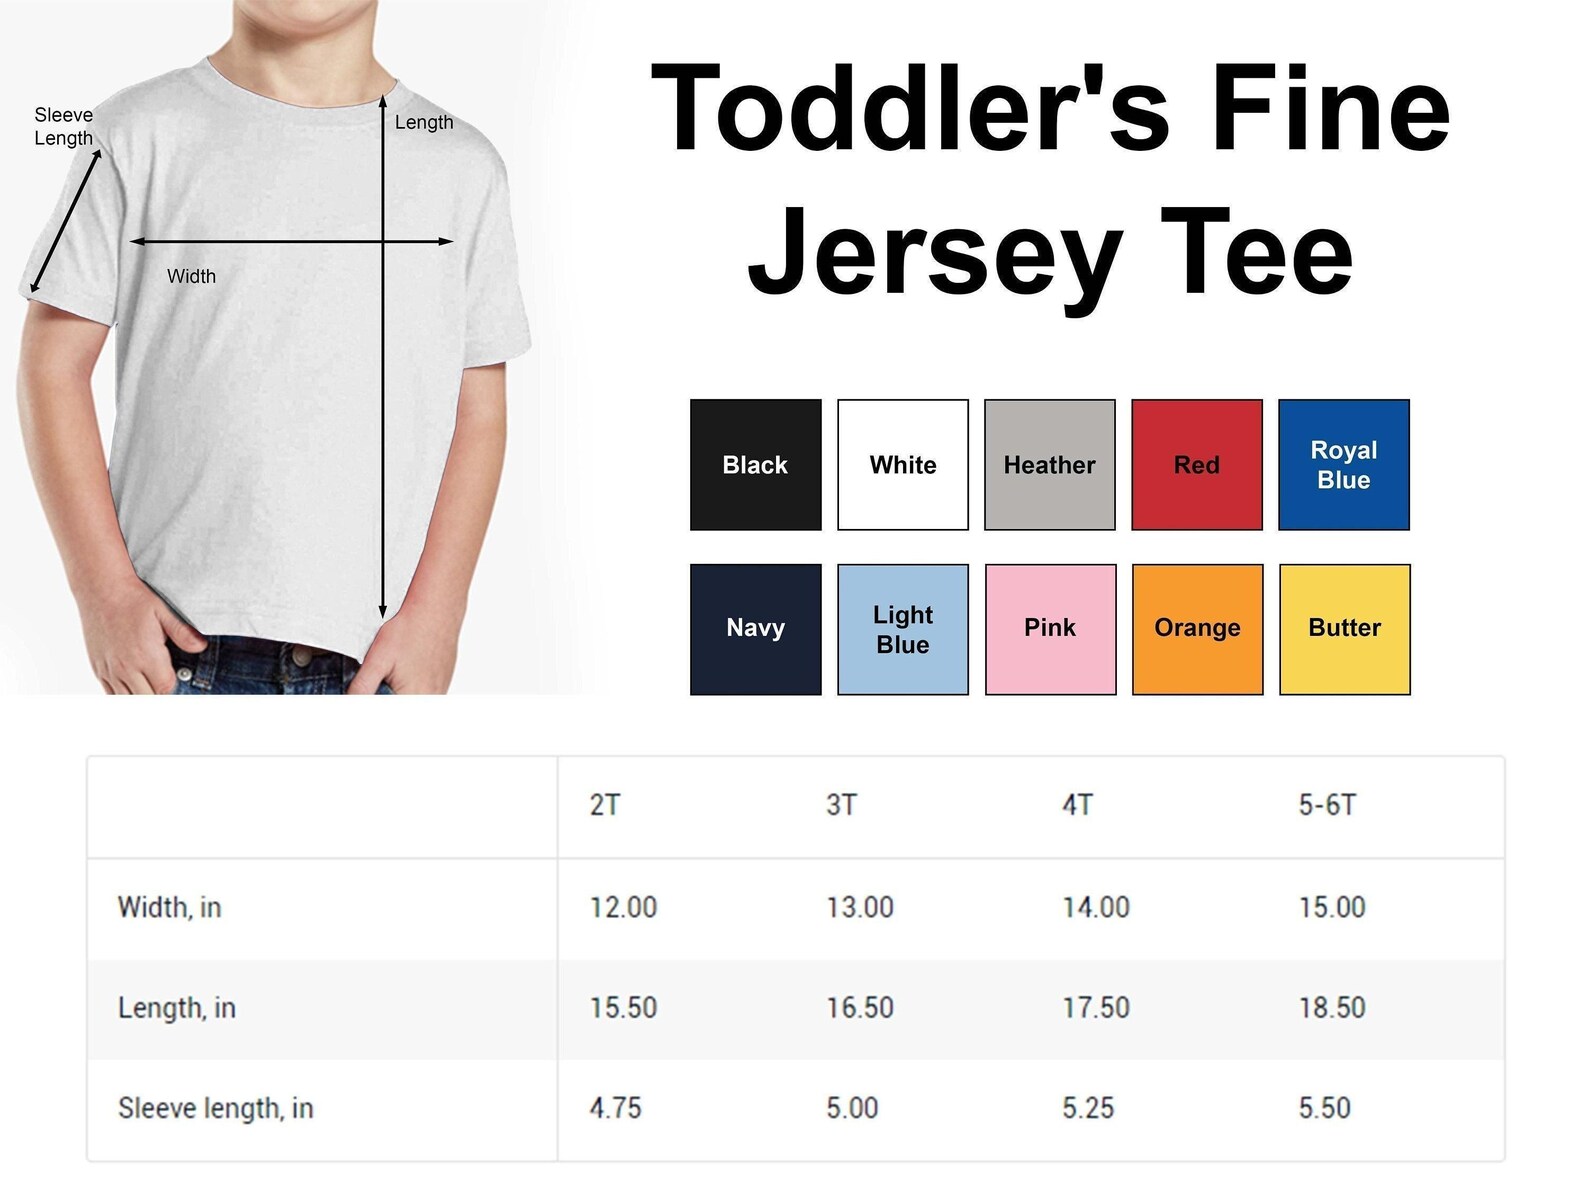 Toddler's Fine
Jersey Tee
Sleeve
Length
Length
Width
Black
White
Heather
Red
Royal
Blue
Navy
Light
Blue
Pink
Orange
Butter
2T 3T 4T 5-6T
Width, in 12.00 13.00 14.00 15.00
Length, in 15.50 16.50 17.50 18.50
Sleeve length, in 4.75 5.00 5.25 5.50